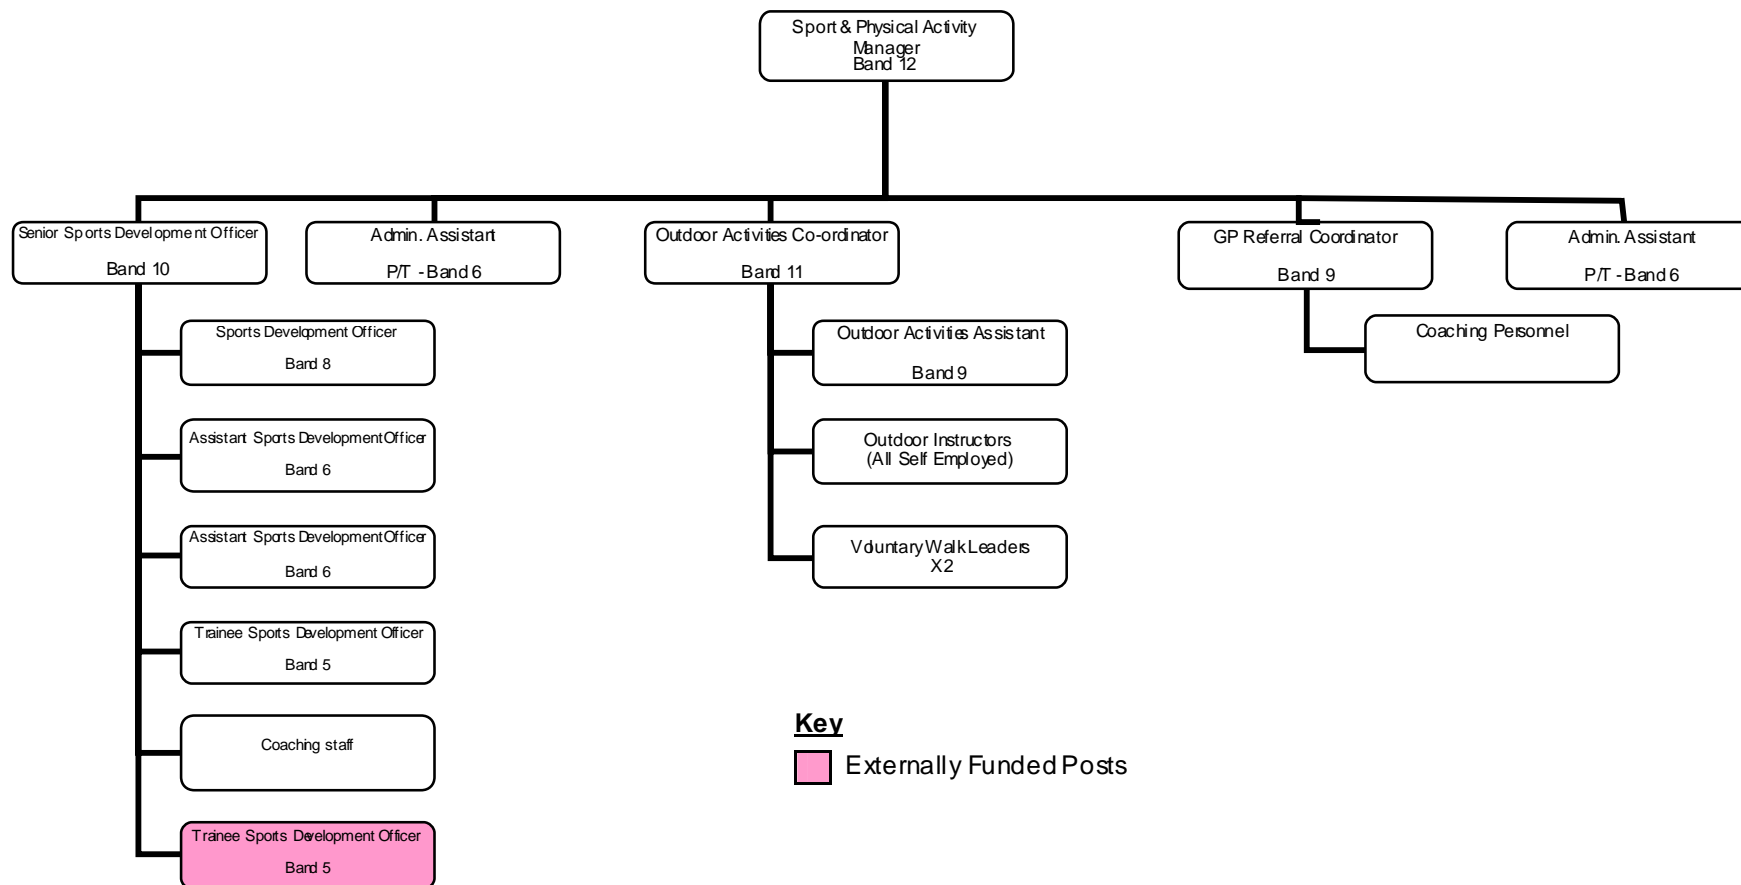 Sport & Physical Activity
Manager
Band 12
Senior Sports Development Officer
Band 10
Admin. Assistant
P/T - Band 6
Outdoor Activities Co-ordinator
Band 11
GP Referral Coordinator
Band 9
Admin. Assistant
P/T - Band 6
Sports Development Officer
Band 8
Assistant Sports Development Officer
Band 6
Assistant Sports Development Officer
Band 6
Trainee Sports Development Officer
Band 5
Coaching staff
Trainee Sports Development Officer
Band 5
Outdoor Activities Assistant
Band 9
Outdoor Instructors
(All Self Employed)
Voluntary Walk Leaders
X2
Coaching Personnel
Key
Externally Funded Posts